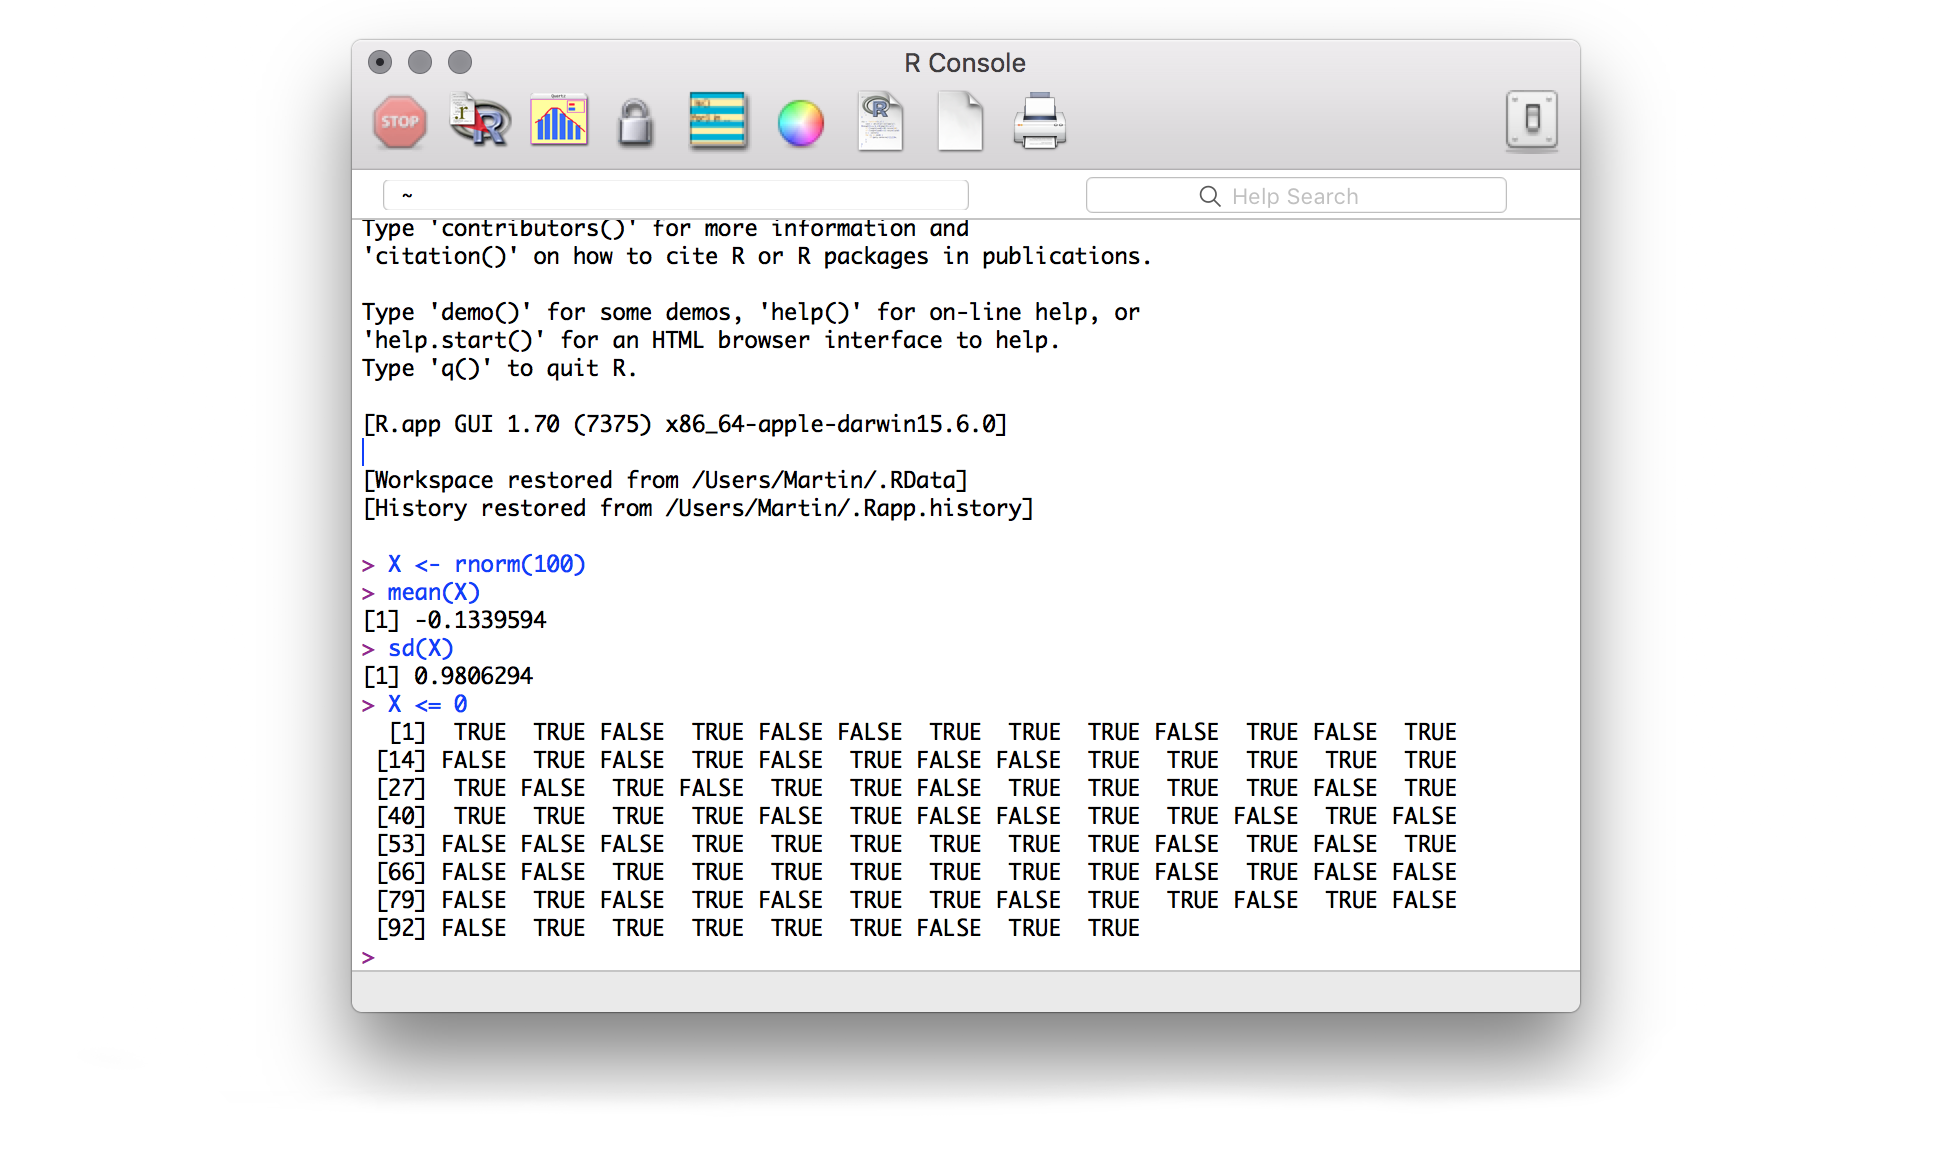 R Console
STOP
~
Help Search
Type 'contributors()' for more information and
'citation()' on how to cite R or R packages in publications.
Type 'demo()' for some demos, 'help()' for on-line help, or
'help.start()' for an HTML browser interface to help.
Type 'q()' to quit R.
[R.app GUI 1.70 (7375) x86_64-apple-darwin15.6.0]
[Workspace restored from /Users/Martin/.RData]
[History restored from /Users/Martin/.Rapp.history]
> X <- rnorm(100)
> mean(X)
[1] -0.1339594
> sd(X)
[1] 0.9806294
> X <= 0
[1] TRUE TRUE FALSE TRUE FALSE FALSE TRUE TRUE TRUE FALSE TRUE FALSE TRUE
[14] FALSE TRUE FALSE TRUE FALSE TRUE FALSE FALSE TRUE TRUE TRUE TRUE TRUE
[27] TRUE FALSE TRUE FALSE TRUE TRUE FALSE TRUE TRUE TRUE TRUE FALSE TRUE
[40] TRUE TRUE TRUE TRUE FALSE TRUE FALSE FALSE TRUE TRUE FALSE TRUE FALSE
[53] FALSE FALSE FALSE TRUE TRUE TRUE TRUE TRUE TRUE FALSE TRUE FALSE TRUE
[66] FALSE FALSE TRUE TRUE TRUE TRUE TRUE TRUE TRUE FALSE TRUE FALSE FALSE
[79] FALSE TRUE FALSE TRUE FALSE TRUE TRUE FALSE TRUE TRUE FALSE TRUE FALSE
[92] FALSE TRUE TRUE TRUE TRUE TRUE FALSE TRUE TRUE
>